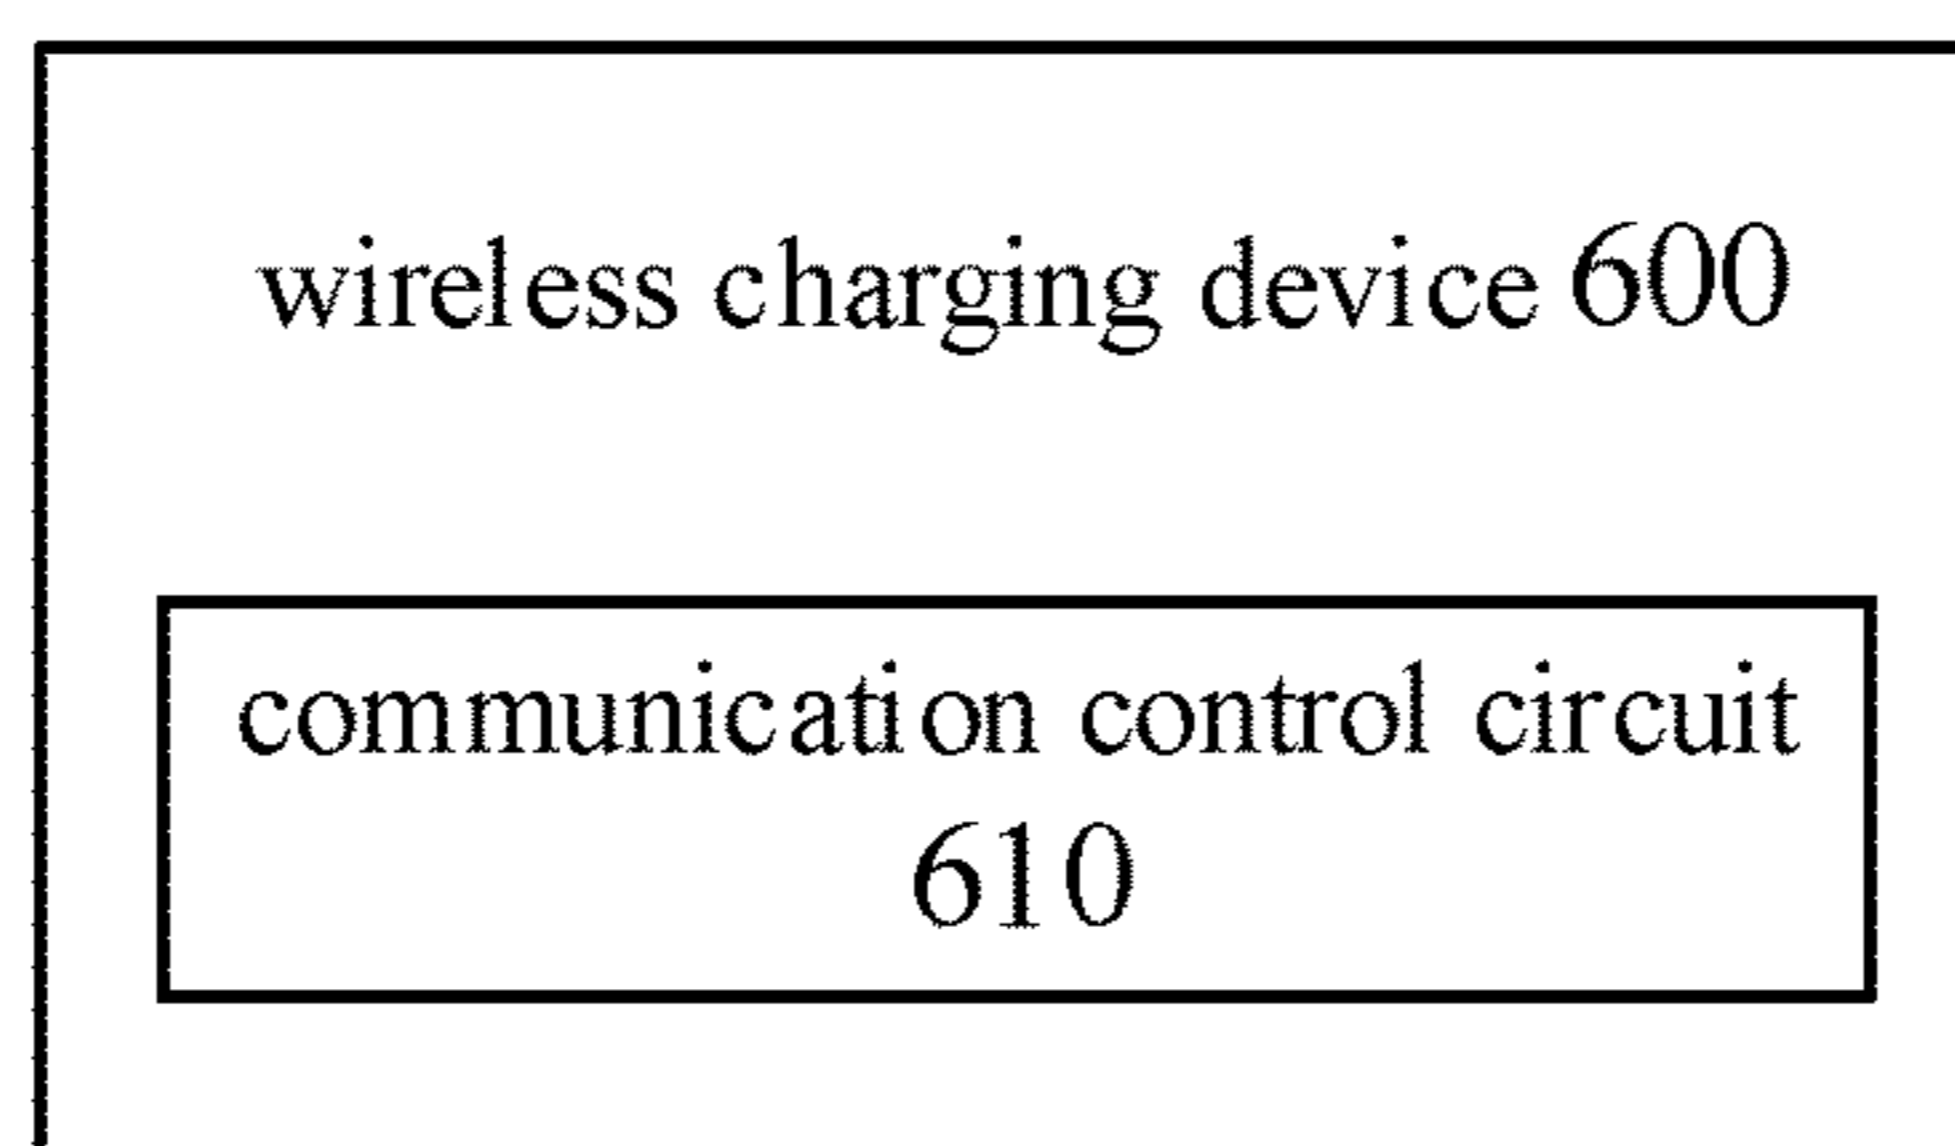 wireless charging device 600
communication control circuit
610